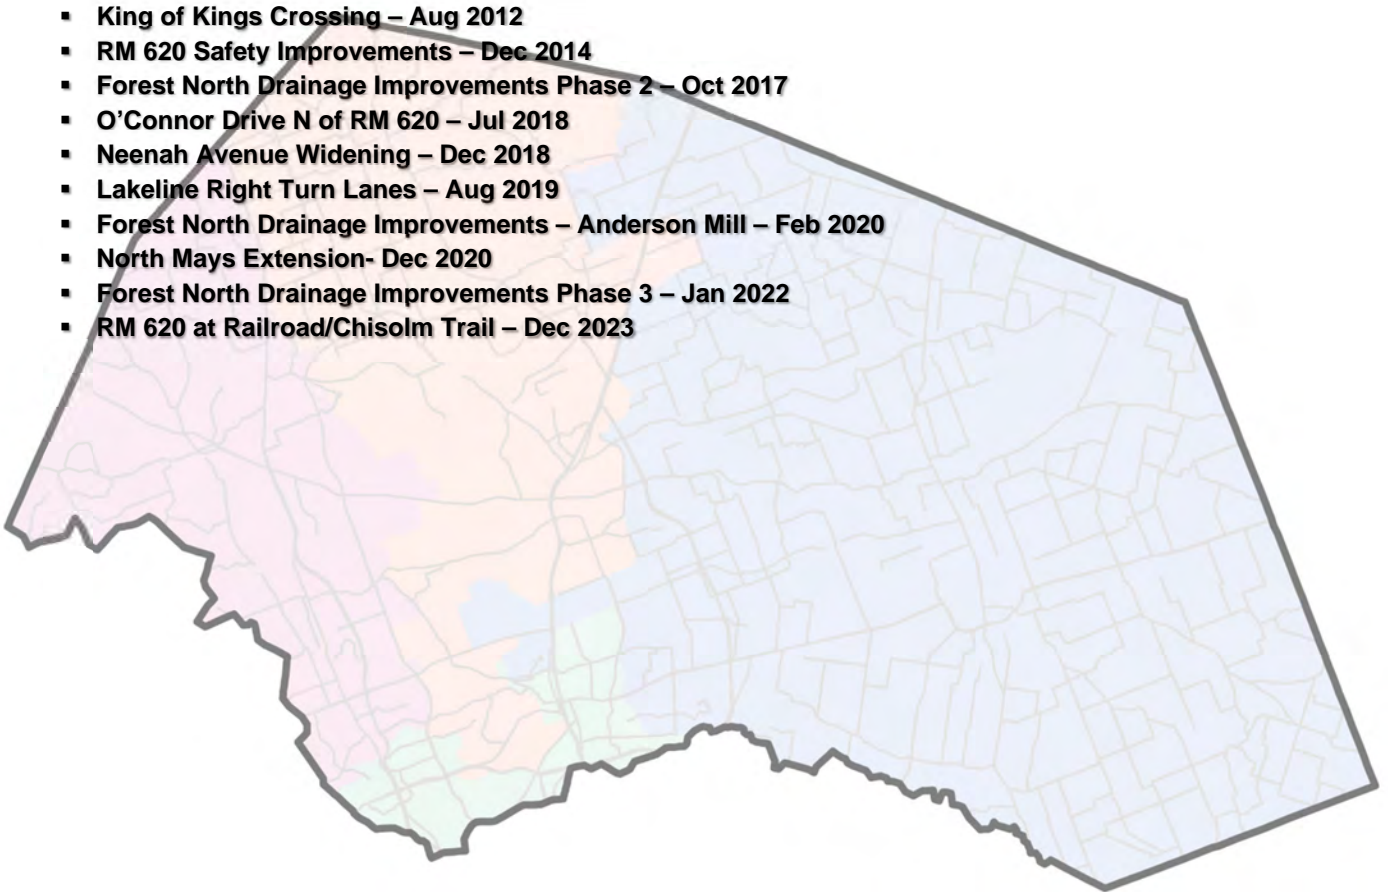 ▪ King of Kings Crossing – Aug 2012
▪ RM 620 Safety Improvements – Dec 2014
▪ Forest North Drainage Improvements Phase 2 – Oct 2017
▪ O’Connor Drive N of RM 620 – Jul 2018
▪ Neenah Avenue Widening – Dec 2018
▪ Lakeline Right Turn Lanes – Aug 2019
▪ Forest North Drainage Improvements – Anderson Mill – Feb 2020
▪ North Mays Extension- Dec 2020
▪ Forest North Drainage Improvements Phase 3 – Jan 2022
▪ RM 620 at Railroad/Chisolm Trail – Dec 2023